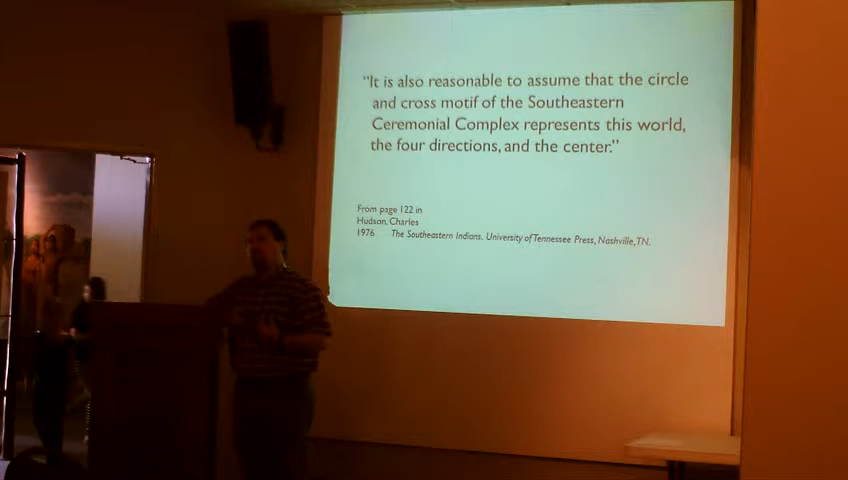 “It is also reasonable to assume that the circle
and cross motif of the Southeastern
Ceremonial Complex represents this world,
the four directions, and the center.”
From page 122 in
Hudson, Charles
1976 The Southeastern Indians. University of Tennessee Press, Nashville, TN.